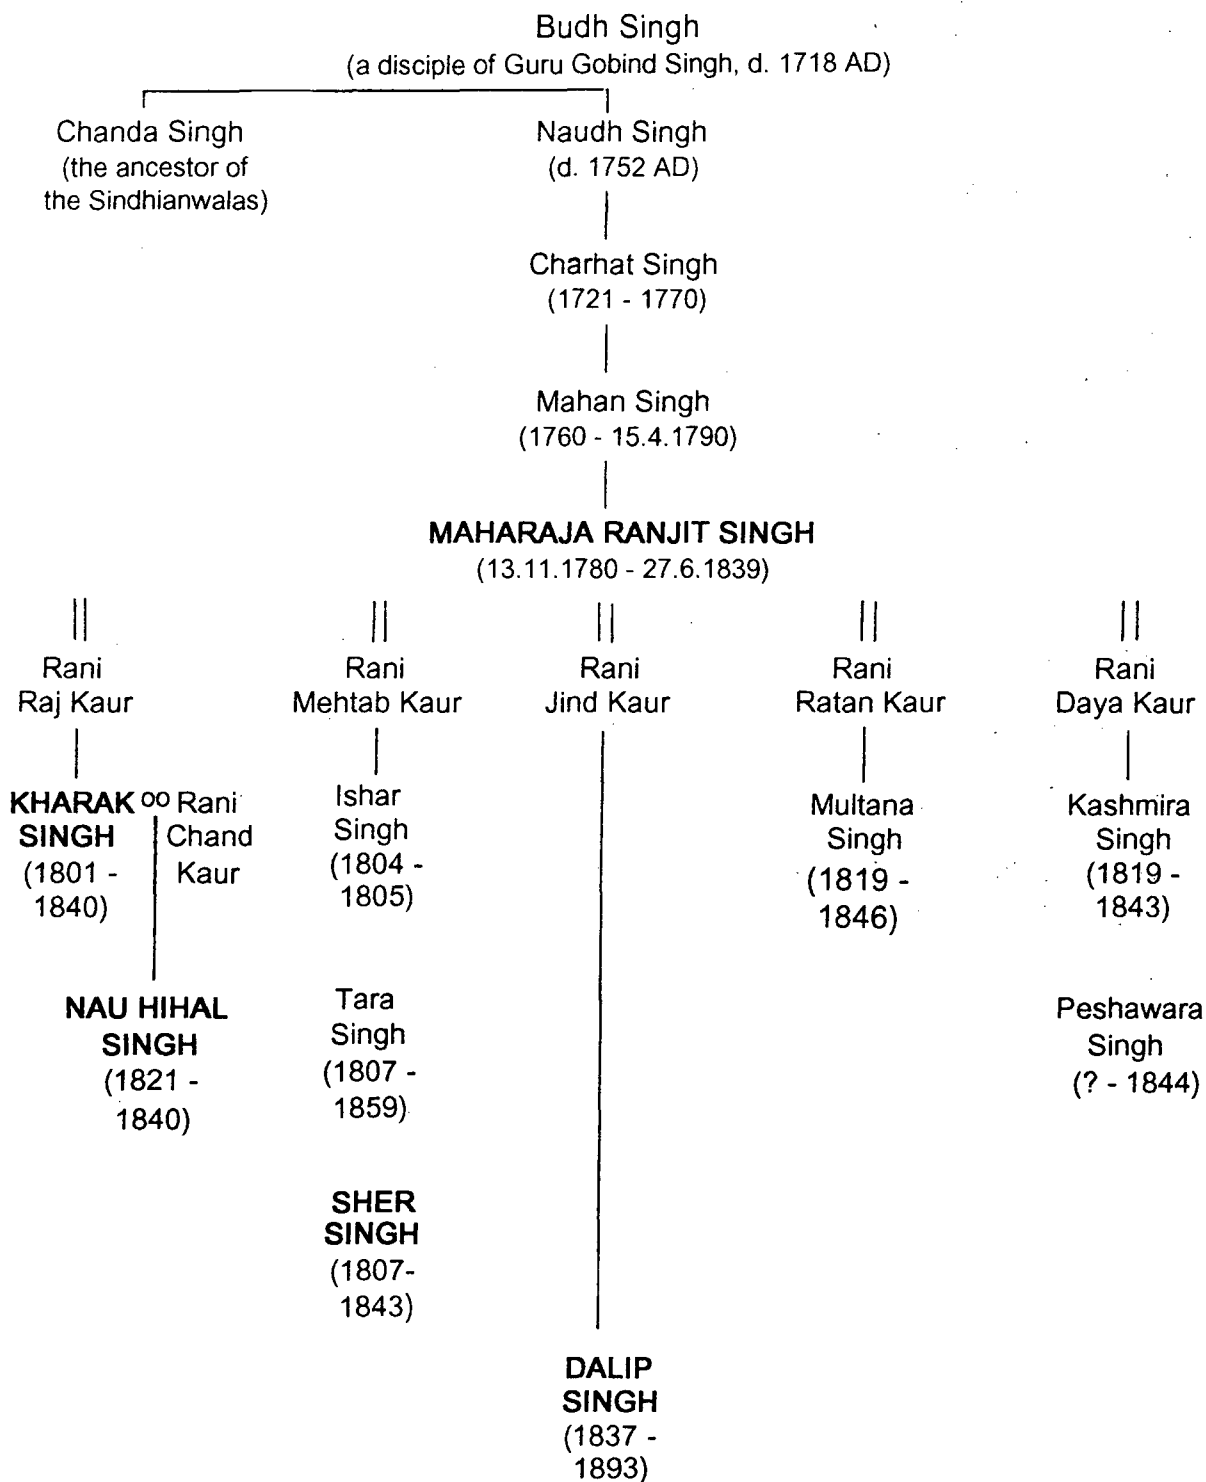 Budh Singh
(a disciple of Guru Gobind Singh, d. 1718 AD)
Chanda Singh
(the ancestor of
the Sindhianwalas)
Naudh Singh
(d. 1752 AD)
Charhat Singh
(1721 - 1770)
Mahan Singh
(1760 - 15.4.1790)
MAHARAJA RANJIT SINGH
(13.11.1780 - 27.6.1839)
Rani
Raj Kaur
Rani
Mehtab Kaur
Rani
Jind Kaur
Rani
Ratan Kaur
Rani
Daya Kaur
KHARAK oo Rani
SINGH Chand
(1801 - Kaur
1840)
NAU HIHAL
SINGH
(1821 -
1840)
Ishar
Singh
(1804 -
1805)
Tara
Singh
(1807 -
1859)
SHER
SINGH
(1807-
1843)
DALIP
SINGH
(1837 -
1893)
Multana
Singh
(1819 -
1846)
Kashmira
Singh
(1819 -
1843)
Peshawara
Singh
(? - 1844)